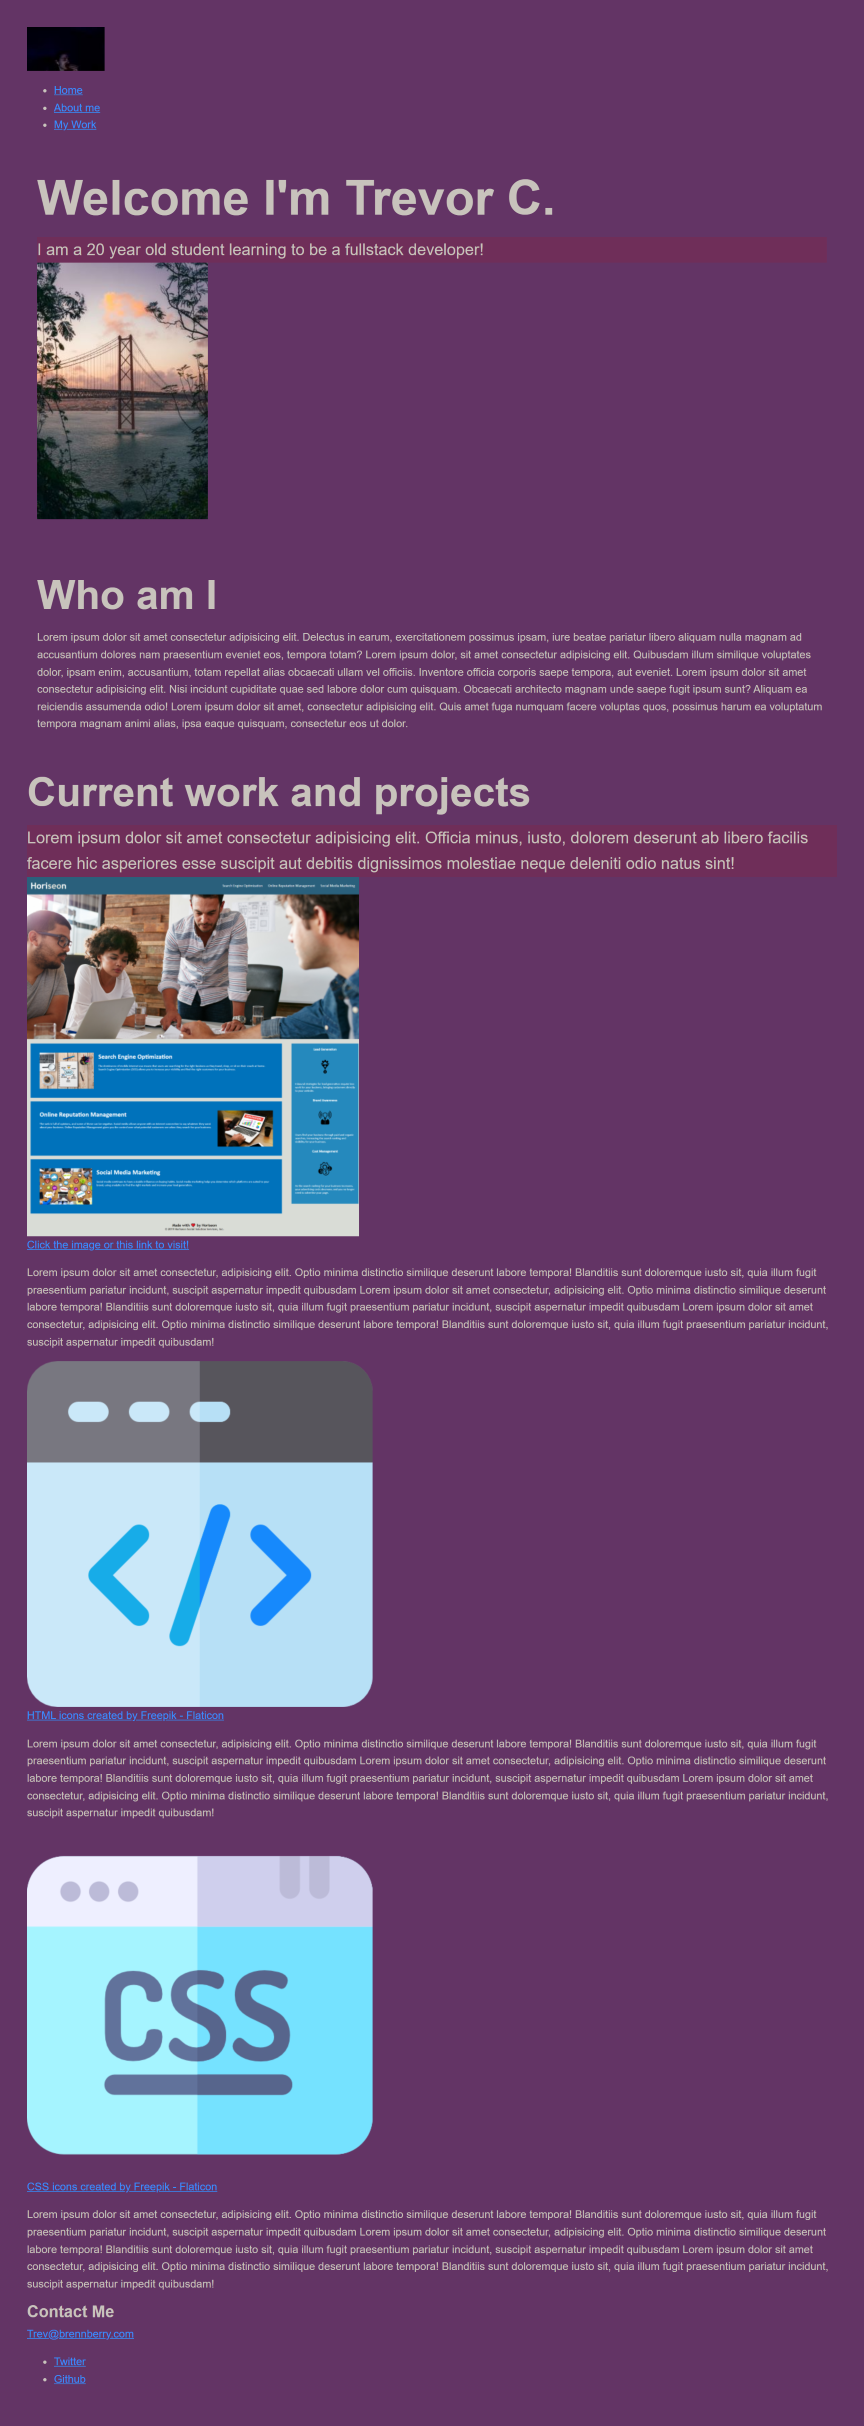 Home
About me
My Work
Welcome I'm Trevor C.
I am a 20 year old student learning to be a fullstack developer!
Who am I
Lorem ipsum dolor sit amet consectetur adipisicing elit. Delectus in earum, exercitationem possimus ipsam, iure beatae pariatur libero aliquam nulla magnam ad
accusantium dolores nam praesentium eveniet eos, tempora totam? Lorem ipsum dolor, sit amet consectetur adipisicing elit. Quibusdam illum similique voluptates
dolor, ipsam enim, accusantium, totam repellat alias obcaecati ullam vel officiis. Inventore officia corporis saepe tempora, aut eveniet. Lorem ipsum dolor sit amet
consectetur adipisicing elit. Nisi incidunt cupiditate quae sed labore dolor cum quisquam. Obcaecati architecto magnam unde saepe fugit ipsum sunt? Aliquam ea
reiciendis assumenda odio! Lorem ipsum dolor sit amet, consectetur adipisicing elit. Quis amet fuga numquam facere voluptas quos, possimus harum ea voluptatum
tempora magnam animi alias, ipsa eaque quisquam, consectetur eos ut dolor.
Current work and projects
Lorem ipsum dolor sit amet consectetur adipisicing elit. Officia minus, iusto, dolorem deserunt ab libero facilis
facere hic asperiores esse suscipit aut debitis dignissimos molestiae neque deleniti odio natus sint!
Horiseon
Search Engine Optimization Online Reputation Management Social Media Marketing
Search Engine Optimization
Online Reputation Management
Social Media Marketing
Lead Generation
Brand Awareness
Cost Management
Made with ❤ by Horiseon
Click the image or this link to visit!
Lorem ipsum dolor sit amet consectetur, adipisicing elit. Optio minima distinctio similique deserunt labore tempora! Blanditiis sunt doloremque iusto sit, quia illum fugit
praesentium pariatur incidunt, suscipit aspernatur impedit quibusdam Lorem ipsum dolor sit amet consectetur, adipisicing elit. Optio minima distinctio similique deserunt
labore tempora! Blanditiis sunt doloremque iusto sit, quia illum fugit praesentium pariatur incidunt, suscipit aspernatur impedit quibusdam Lorem ipsum dolor sit amet
consectetur, adipisicing elit. Optio minima distinctio similique deserunt labore tempora! Blanditiis sunt doloremque iusto sit, quia illum fugit praesentium pariatur incidunt,
suscipit aspernatur impedit quibusdam!
</>
HTML icons created by Freepik - Flaticon
Lorem ipsum dolor sit amet consectetur, adipisicing elit. Optio minima distinctio similique deserunt labore tempora! Blanditiis sunt doloremque iusto sit, quia illum fugit
praesentium pariatur incidunt, suscipit aspernatur impedit quibusdam Lorem ipsum dolor sit amet consectetur, adipisicing elit. Optio minima distinctio similique deserunt
labore tempora! Blanditiis sunt doloremque iusto sit, quia illum fugit praesentium pariatur incidunt, suscipit aspernatur impedit quibusdam Lorem ipsum dolor sit amet
consectetur, adipisicing elit. Optio minima distinctio similique deserunt labore tempora! Blanditiis sunt doloremque iusto sit, quia illum fugit praesentium pariatur incidunt,
suscipit aspernatur impedit quibusdam!
CSS
CSS icons created by Freepik - Flaticon
Lorem ipsum dolor sit amet consectetur, adipisicing elit. Optio minima distinctio similique deserunt labore tempora! Blanditiis sunt doloremque iusto sit, quia illum fugit
praesentium pariatur incidunt, suscipit aspernatur impedit quibusdam Lorem ipsum dolor sit amet consectetur, adipisicing elit. Optio minima distinctio similique deserunt
labore tempora! Blanditiis sunt doloremque iusto sit, quia illum fugit praesentium pariatur incidunt, suscipit aspernatur impedit quibusdam Lorem ipsum dolor sit amet
consectetur, adipisicing elit. Optio minima distinctio similique deserunt labore tempora! Blanditiis sunt doloremque iusto sit, quia illum fugit praesentium pariatur incidunt,
suscipit aspernatur impedit quibusdam!
Contact Me
Trev@brennberry.com
Twitter
Github